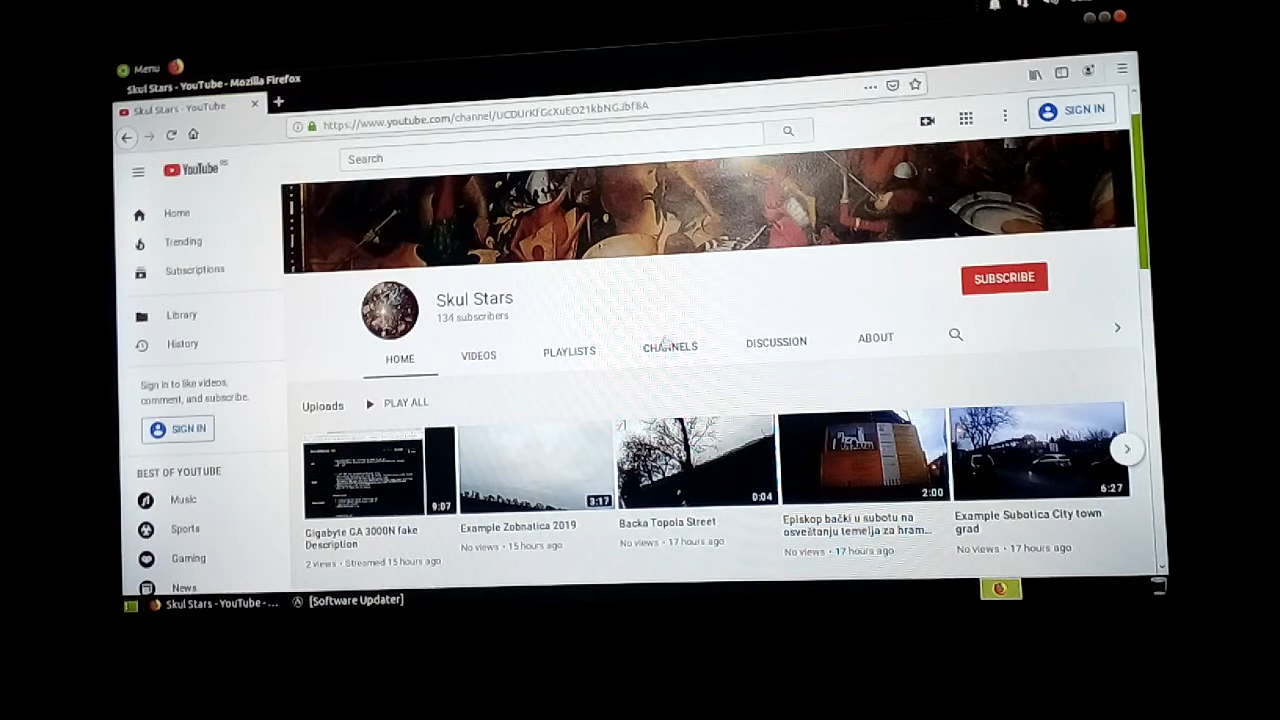 Menu
Skul Stars - YouTube - Mozilla Firefox
Skul Stars - YouTube
https://www.youtube.com/channel/UCDUrKfGcXuEO21kbNGJbf8A
YouTube RS
Search
SIGN IN
Home
Trending
Subscriptions
Library
History
Sign in to like videos,
comment, and subscribe.
SIGN IN
BEST OF YOUTUBE
Music
Sports
Gaming
News
Skul Stars
134 subscribers
SUBSCRIBE
HOME VIDEOS PLAYLISTS CHANNELS DISCUSSION ABOUT
Uploads PLAY ALL
9:07
Gigabyte GA 3000N fake
Description
2 views • Streamed 15 hours ago
3:17
Example Zobnatica 2019
No views • 15 hours ago
0:04
Backa Topola Street
No views • 17 hours ago
2:00
Episkop bački u subotu na
osveštanju temelja za hram...
No views • 17 hours ago
6:27
Example Subotica City town
grad
No views • 17 hours ago
Skul Stars - YouTube - ...
[Software Updater]